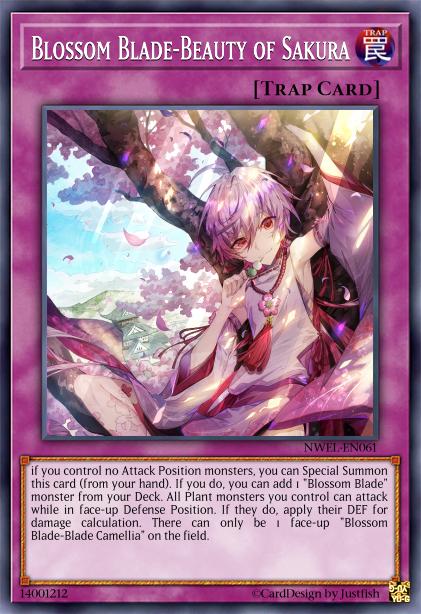 BLOSSOM BLADE-BEAUTY OF SAKURA
TRAP
罠
[TRAP CARD]
NWEL-EN061
if you control no Attack Position monsters, you can Special Summon
this card (from your hand). If you do, you can add 1 "Blossom Blade"
monster from your Deck. All Plant monsters you control can attack
while in face-up Defense Position. If they do, apply their DEF for
damage calculation. There can only be 1 face-up "Blossom
Blade-Blade Camellia" on the field.
14001212
©CardDesign by Justfish